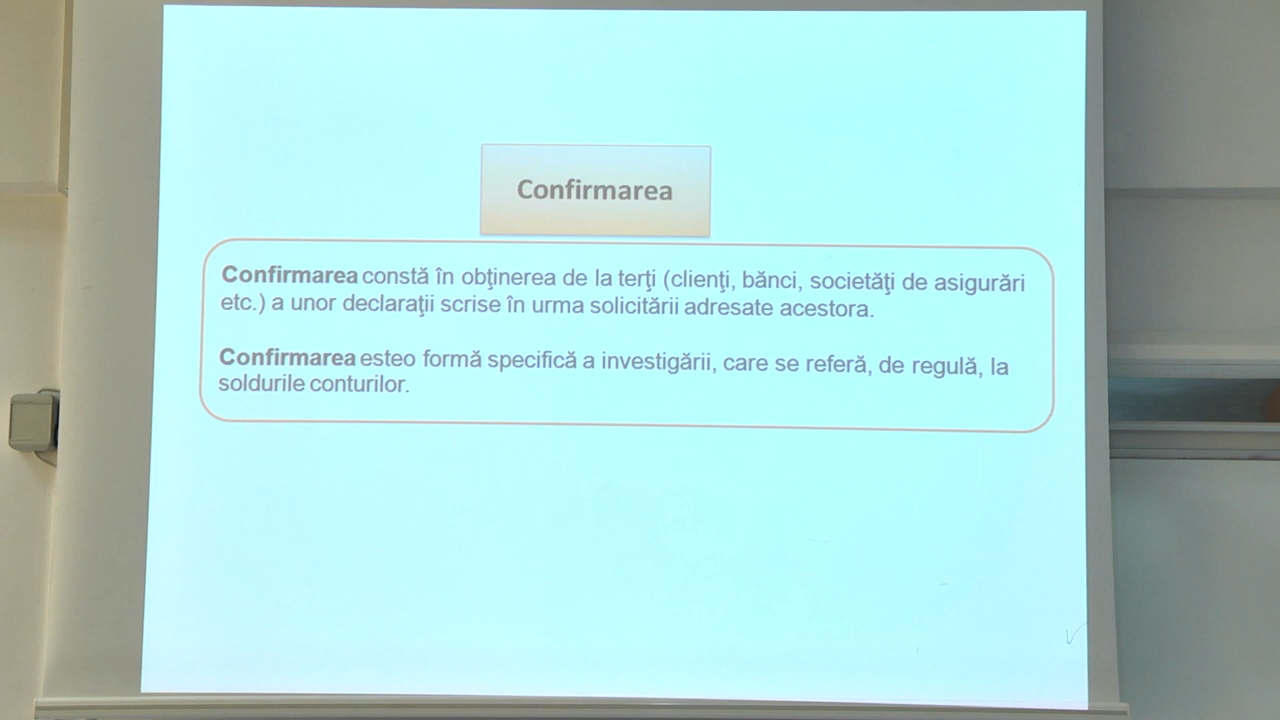 Confirmarea
Confirmarea constă în obţinerea de la terţi (clienţi, bănci, societăţi de asigurări
etc.) a unor declaraţii scrise în urma solicitării adresate acestora.
Confirmarea esteo formă specifică a investigării, care se referă, de regulă, la
soldurile conturilor.